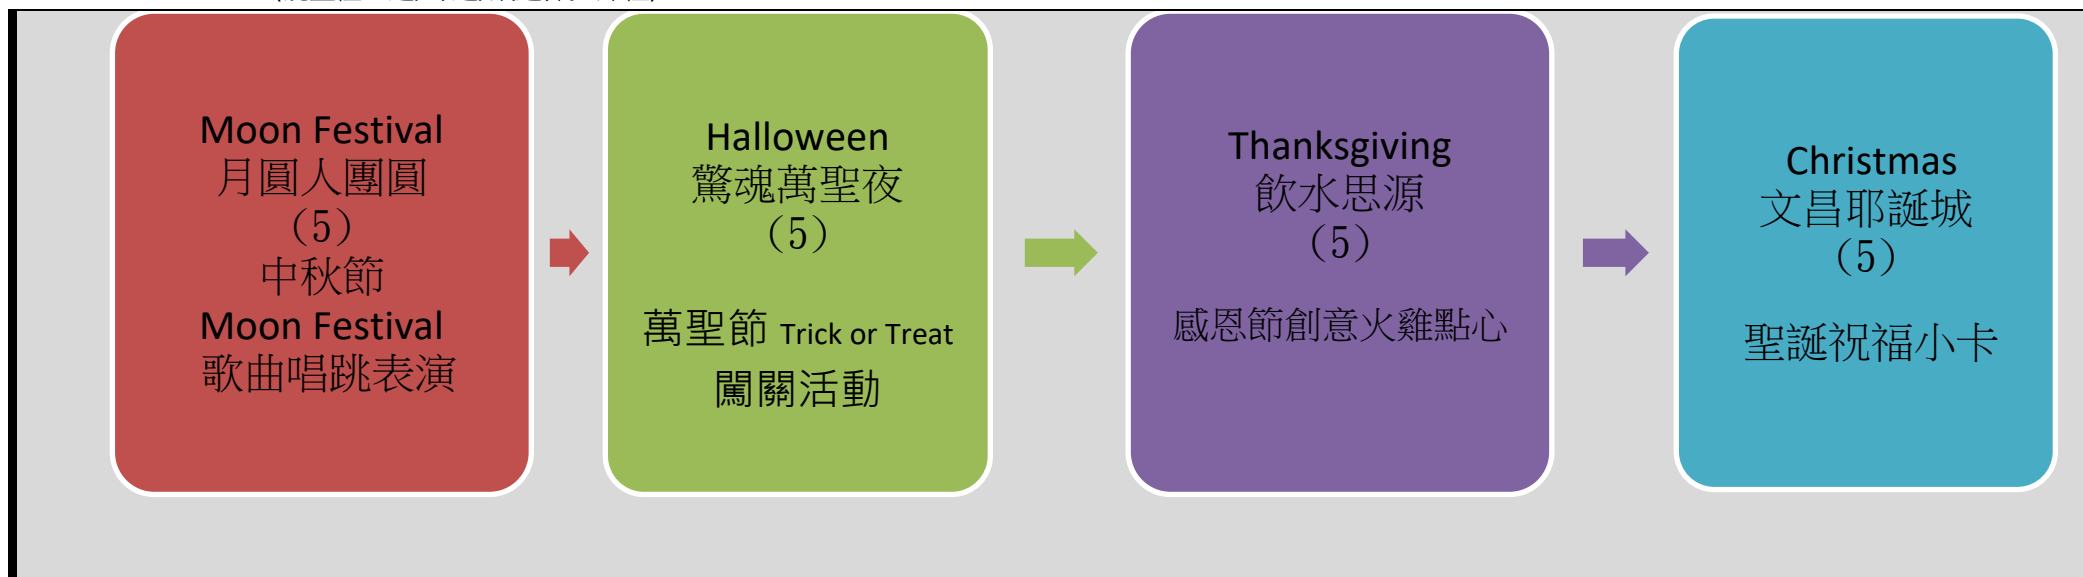 Moon Festival
月圓人團圓
（5）
中秋節
Moon Festival
歌曲唱跳表演
Halloween
驚魂萬聖夜
（5）
萬聖節 Trick or Treat
闖關活動
Thanksgiving
飲水思源
（5）
感恩節創意火雞點心
Christmas
文昌耶誕城
（5）
聖誕祝福小卡